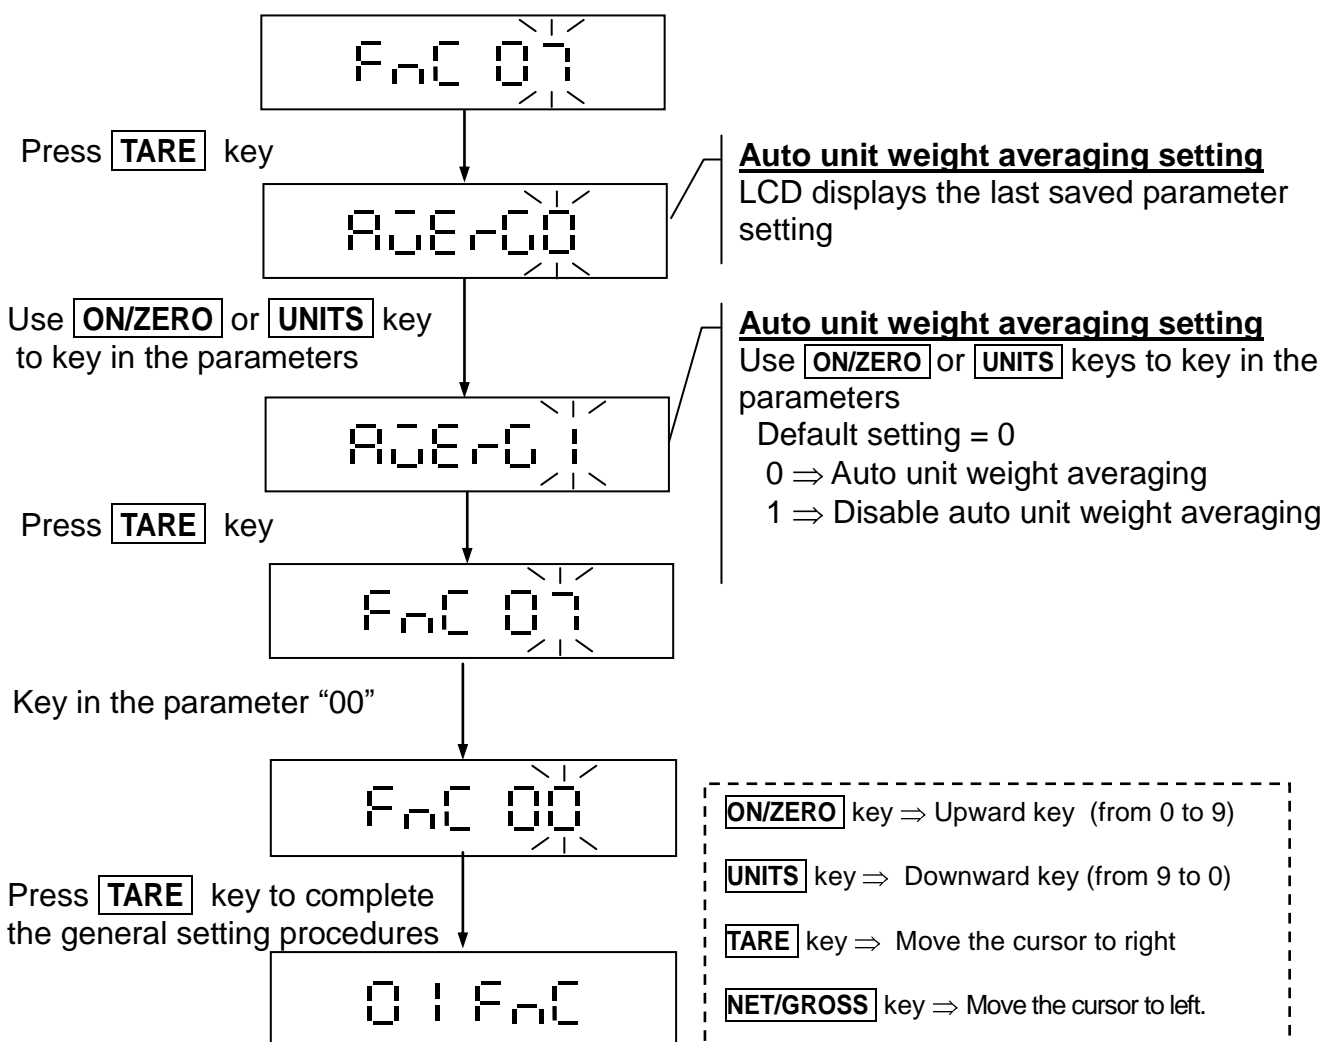 FnC 07
Press TARE key
Auto unit weight averaging setting
LCD displays the last saved parameter
setting
AvErG0
Use ON/ZERO or UNITS key
to key in the parameters
Auto unit weight averaging setting
Use ON/ZERO or UNITS keys to key in the
parameters
Default setting = 0
0 ⇒ Auto unit weight averaging
1 ⇒ Disable auto unit weight averaging
AvErG1
Press TARE key
FnC 07
Key in the parameter “00”
FnC 00
Press TARE key to complete
the general setting procedures
01 FnC
ON/ZERO key ⇒ Upward key (from 0 to 9)
UNITS key ⇒ Downward key (from 9 to 0)
TARE key ⇒ Move the cursor to right
NET/GROSS key ⇒ Move the cursor to left.